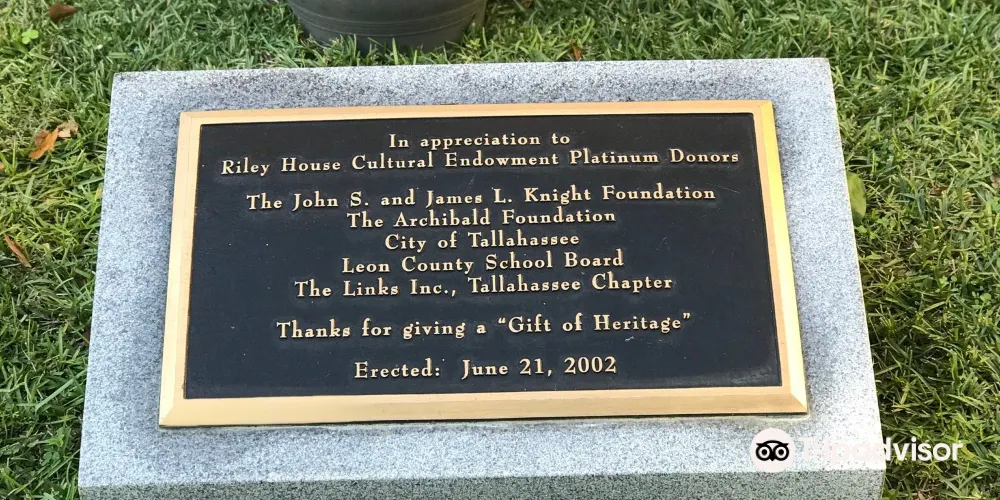 In appreciation to
Riley House Cultural Endowment Platinum Donors
The John S. and James L. Knight Foundation
The Archibald Foundation
City of Tallahassee
Leon County School Board
The Links Inc., Tallahassee Chapter
Thanks for giving a “Gift of Heritage”
Erected: June 21, 2002
Tripadvisor